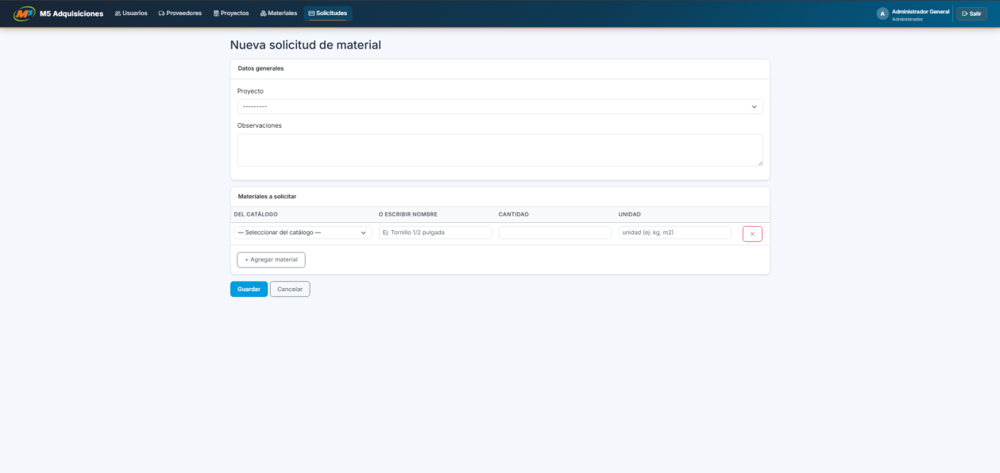 M5 M5 Adquisiciones Usuarios Proveedores Proyectos Materiales Solicitudes A Administrador General Salir
Administrador
Nueva solicitud de material
Datos generales
Proyecto
---------
Observaciones
Materiales a solicitar
DEL CATÁLOGO O ESCRIBIR NOMBRE CANTIDAD UNIDAD
— Seleccionar del catálogo — Ej: Tornillo 1/2 pulgada unidad (ej: kg, m2)
+ Agregar material
Guardar Cancelar